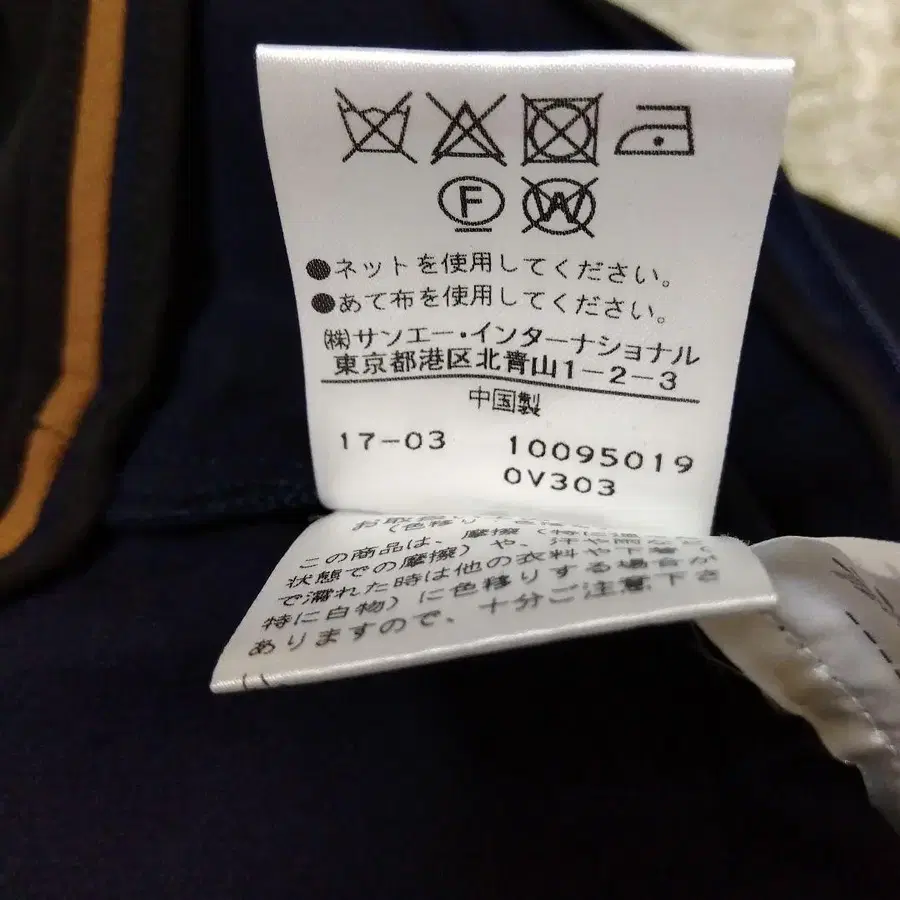 F W
●ネットを使用してください。
●あて布を使用してください。
㈱サンエー・インターナショナル
東京都港区北青山1-2-3
中国製
17-03 10095019
0V303
この商品は、摩擦(特に
状態での摩擦)や、汗や雨など
で濡れた時は他の衣料や下着(
特に白物)に色移りする場合が
ありますので、十分ご注意下さ